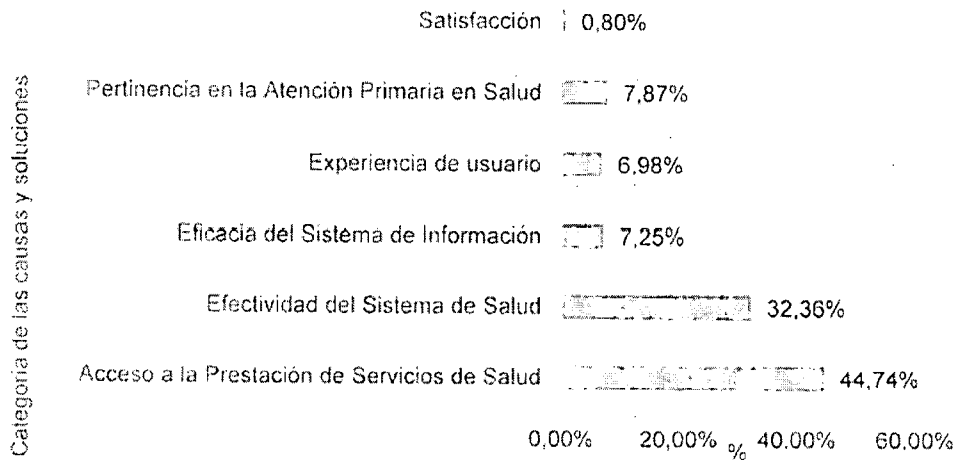 Satisfacción 0,80%
Pertinencia en la Atención Primaria en Salud 7,87%
Experiencia de usuario 6,98%
Eficacia del Sistema de Información 7,25%
Efectividad del Sistema de Salud 32,36%
Acceso a la Prestación de Servicios de Salud 44,74%
0,00% 20,00% 40,00% 60,00%
%
Categoria de las causas y soluciones